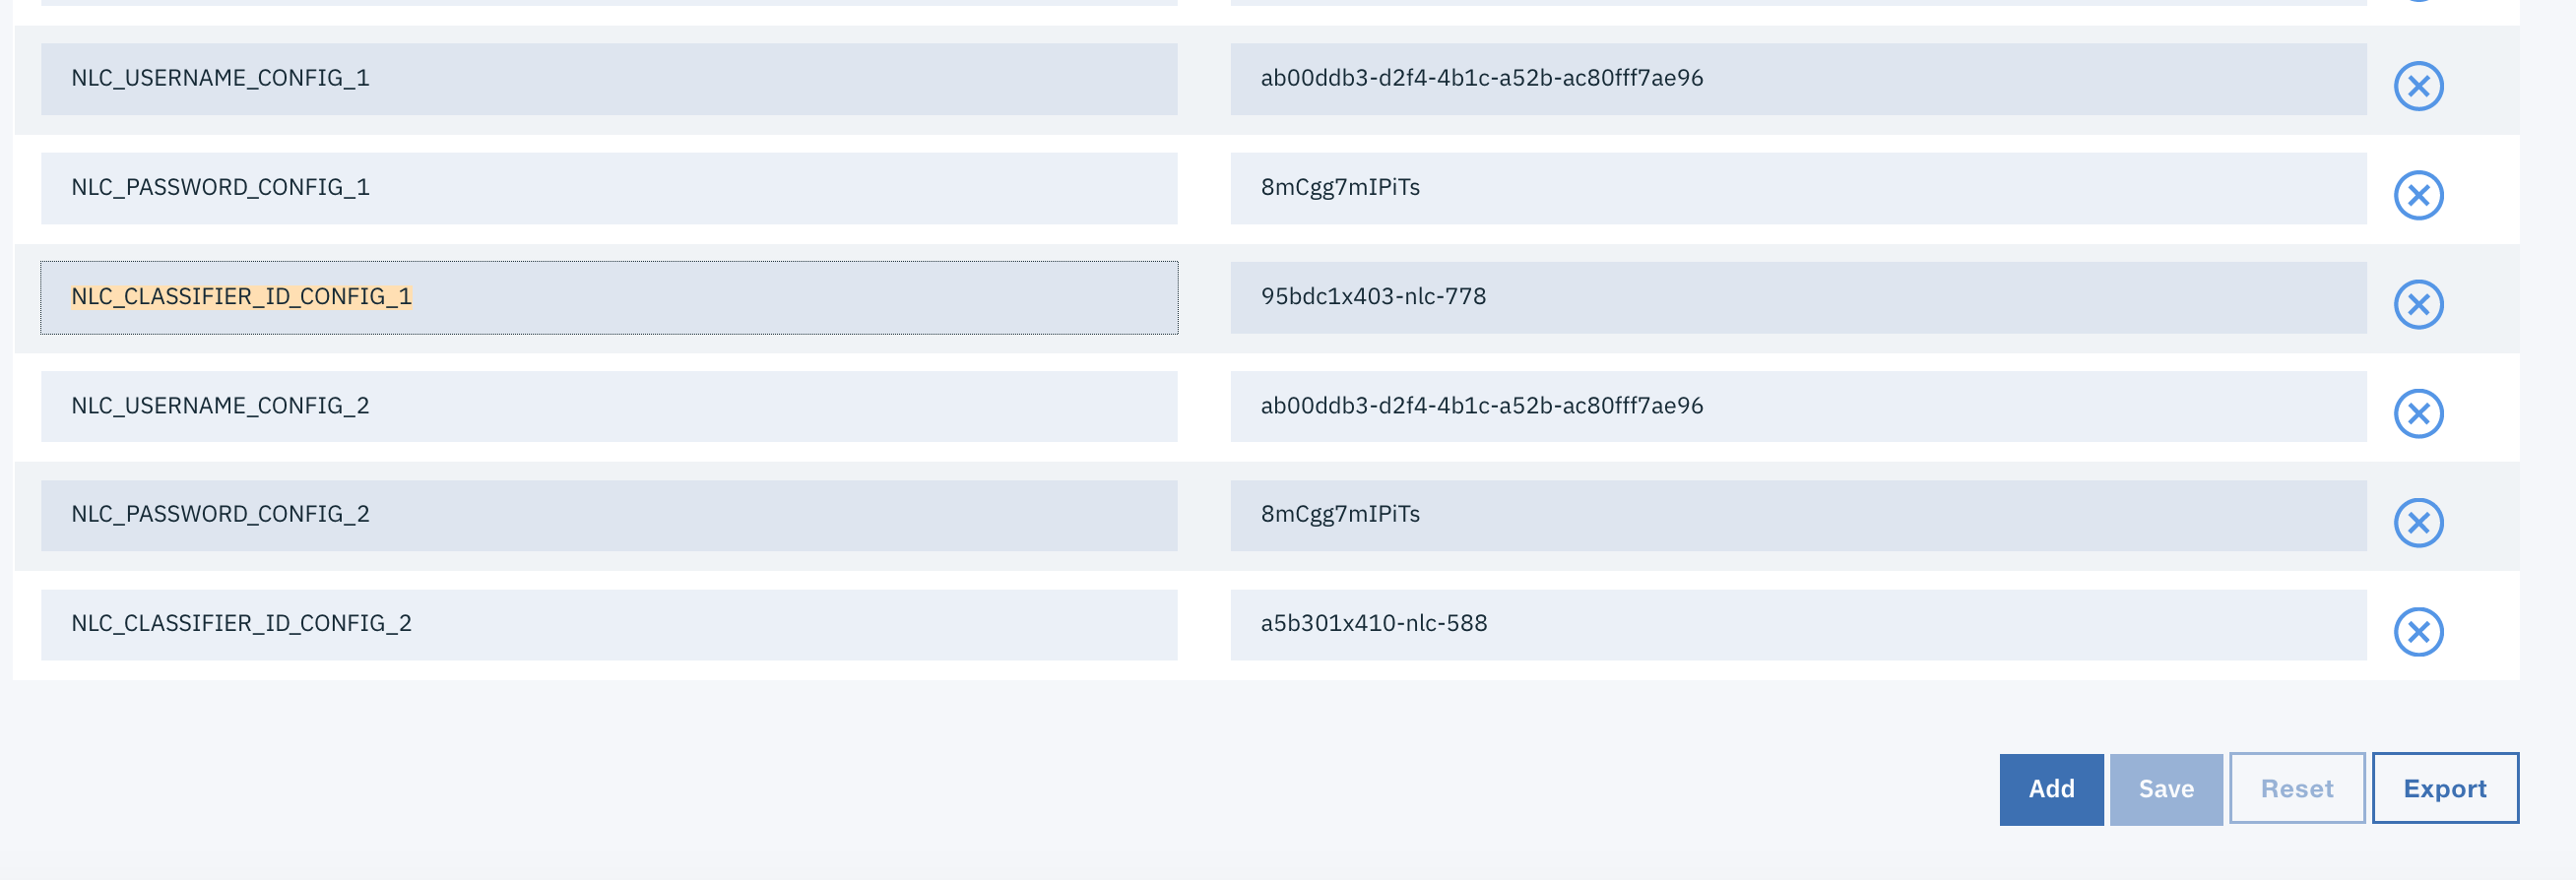 NLC_USERNAME_CONFIG_1 ab00ddb3-d2f4-4b1c-a52b-ac80fff7ae96
NLC_PASSWORD_CONFIG_1 8mCgg7mIPiTs
NLC_CLASSIFIER_ID_CONFIG_1 95bdc1x403-nlc-778
NLC_USERNAME_CONFIG_2 ab00ddb3-d2f4-4b1c-a52b-ac80fff7ae96
NLC_PASSWORD_CONFIG_2 8mCgg7mIPiTs
NLC_CLASSIFIER_ID_CONFIG_2 a5b301x410-nlc-588
Add Save Reset Export